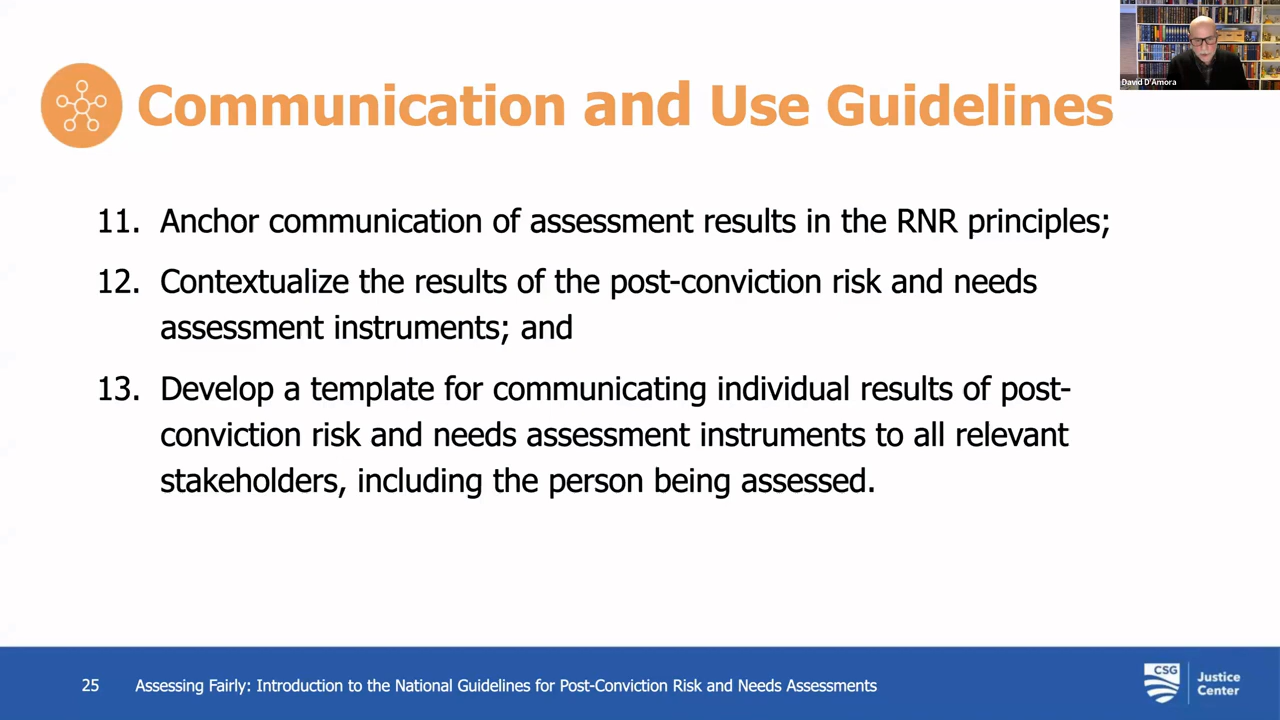 David D'Amora
Communication and Use Guidelines
11. Anchor communication of assessment results in the RNR principles;
12. Contextualize the results of the post-conviction risk and needs
assessment instruments; and
13. Develop a template for communicating individual results of post-
conviction risk and needs assessment instruments to all relevant
stakeholders, including the person being assessed.
25 Assessing Fairly: Introduction to the National Guidelines for Post-Conviction Risk and Needs Assessments
CSG
Justice
Center